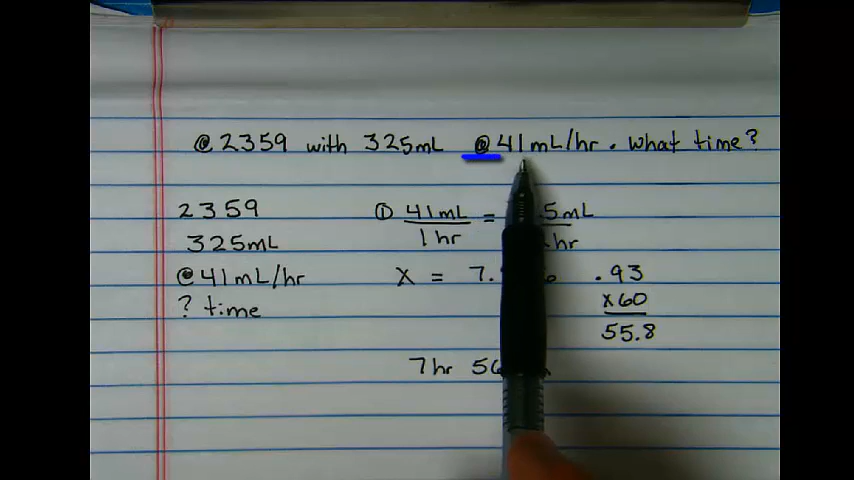 @ 2359 with 325mL @ 41mL/hr. what time?
2359
325mL
@ 41mL/hr
? time
① 41mL = 5mL
1hr hr
x = 7.
.93
x60
55.8
7hr